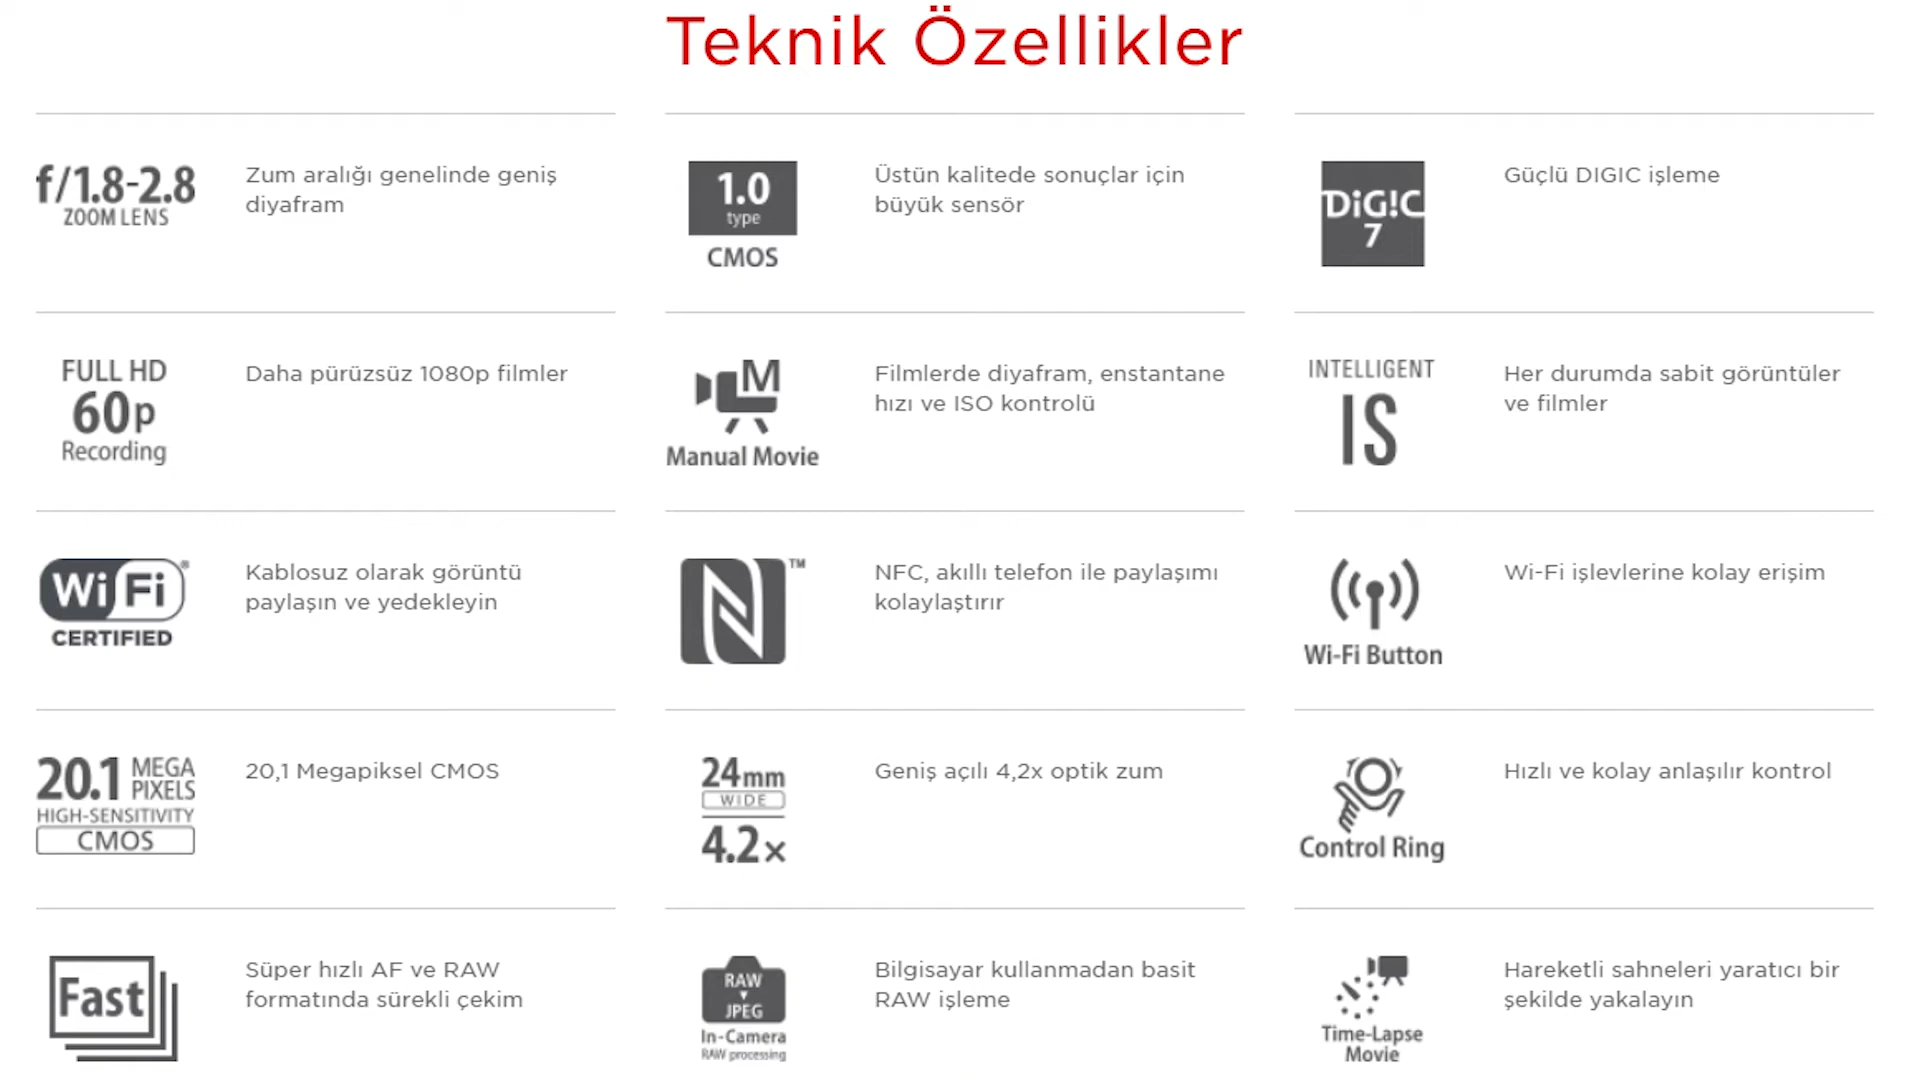 Teknik Özellikler
f/1.8-2.8
ZOOM LENS
Zum aralığı genelinde geniş
diyafram
1.0
type
CMOS
Üstün kalitede sonuçlar için
büyük sensör
DiG!C
7
Güçlü DIGIC işleme
FULL HD
60p
Recording
Daha pürüzsüz 1080p filmler
M
Manual Movie
Filmlerde diyafram, enstantane
hızı ve ISO kontrolü
INTELLIGENT
IS
Her durumda sabit görüntüler
ve filmler
Wi Fi®
CERTIFIED
Kablosuz olarak görüntü
paylaşın ve yedekleyin
N™
NFC, akıllı telefon ile paylaşımı
kolaylaştırır
Wi-Fi Button
Wi-Fi işlevlerine kolay erişim
20.1 MEGA
PIXELS
HIGH-SENSITIVITY
CMOS
20,1 Megapiksel CMOS
24mm
WIDE
4.2x
Geniş açılı 4,2x optik zum
Control Ring
Hızlı ve kolay anlaşılır kontrol
Fast
Süper hızlı AF ve RAW
formatında sürekli çekim
RAW
JPEG
In-Camera
RAW processing
Bilgisayar kullanmadan basit
RAW işleme
Time-Lapse
Movie
Hareketli sahneleri yaratıcı bir
şekilde yakalayın